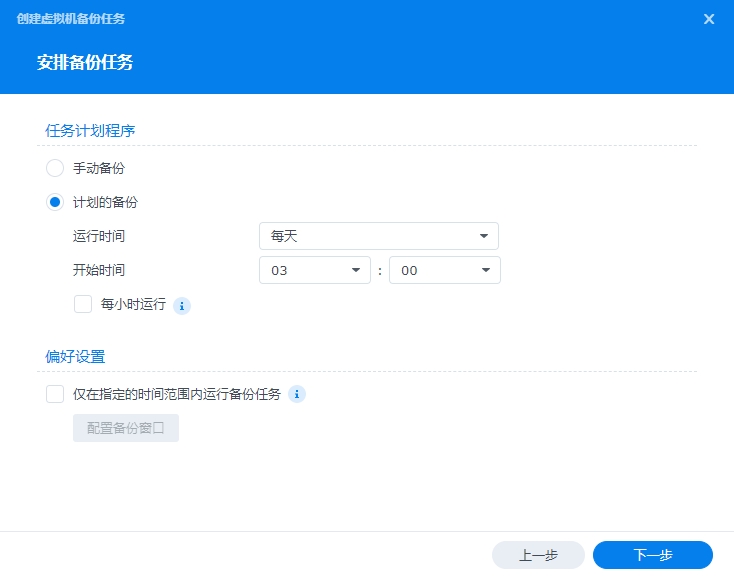 创建虚拟机备份任务
安排备份任务
任务计划程序
手动备份
计划的备份
运行时间 每天
开始时间 03 : 00
每小时运行
偏好设置
仅在指定的时间范围内运行备份任务
配置备份窗口
上一步 下一步